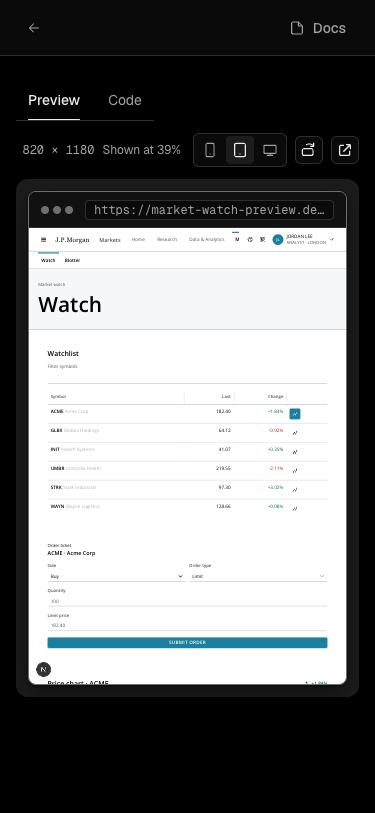 Docs
Preview Code
820 × 1180 Shown at 39%
https://market-watch-preview.de…
J.P.Morgan Markets Home Research Data & Analytics M JL JORDAN LEE
ANALYST · LONDON
Watch Blotter
Market watch
Watch
Watchlist
Filter symbols
Symbol Last Change
ACME Acme Corp 182.40 +1.84%
GLBX Globex Holdings 64.12 -0.92%
INIT Initech Systems 41.07 +0.35%
UMBR Umbrella Health 219.55 -2.11%
STRK Stark Industrial 97.30 +3.02%
WAYN Wayne Logistics 128.66 +0.08%
Order ticket
ACME · Acme Corp
Side Order type
Buy Limit
Quantity
100
Limit price
182.40
SUBMIT ORDER
N
Price chart · ACME +1.84%